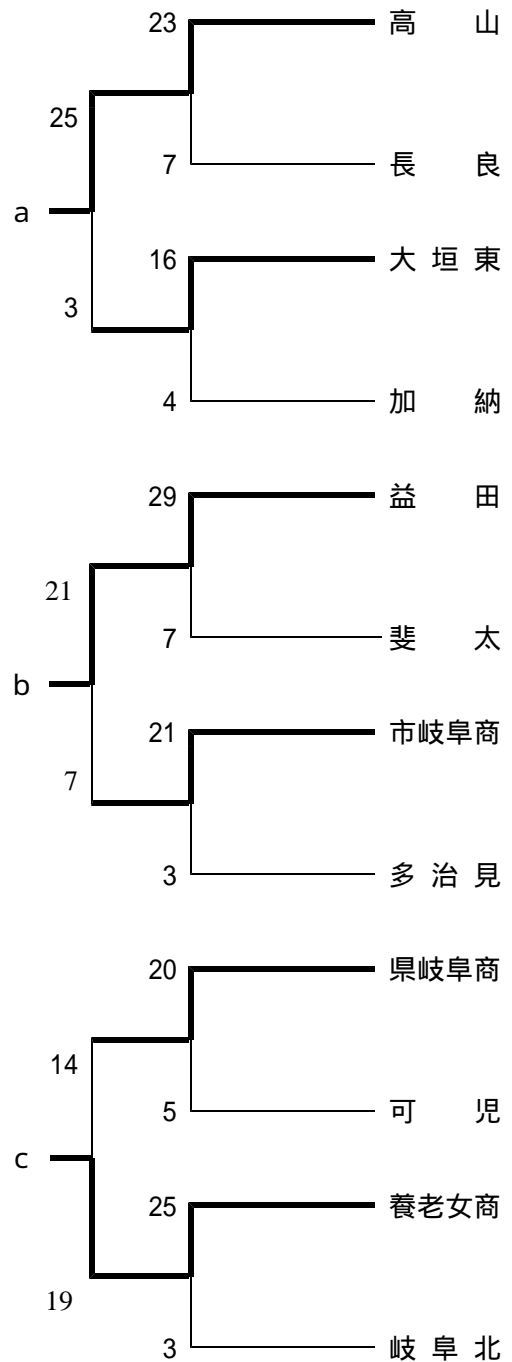 23 高山
25
7 長良
a
16 大垣東
3
4 加納
29 益田
21
7 斐太
b
21 市岐阜商
7
3 多治見
20 県岐阜商
14
5 可児
c
25 養老女商
19
3 岐阜北